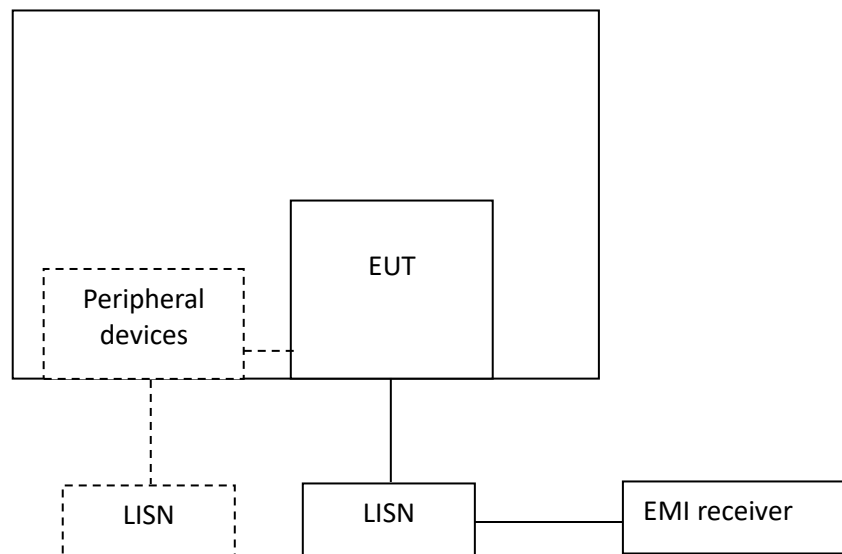 EUT
Peripheral
devices
LISN
LISN
EMI receiver